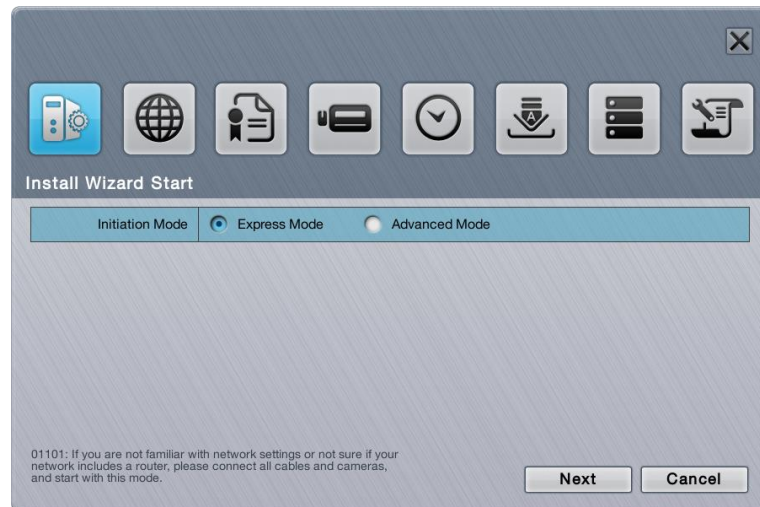 Install Wizard Start
Initiation Mode Express Mode Advanced Mode
01101: If you are not familiar with network settings or not sure if your
network includes a router, please connect all cables and cameras,
and start with this mode.
Next Cancel